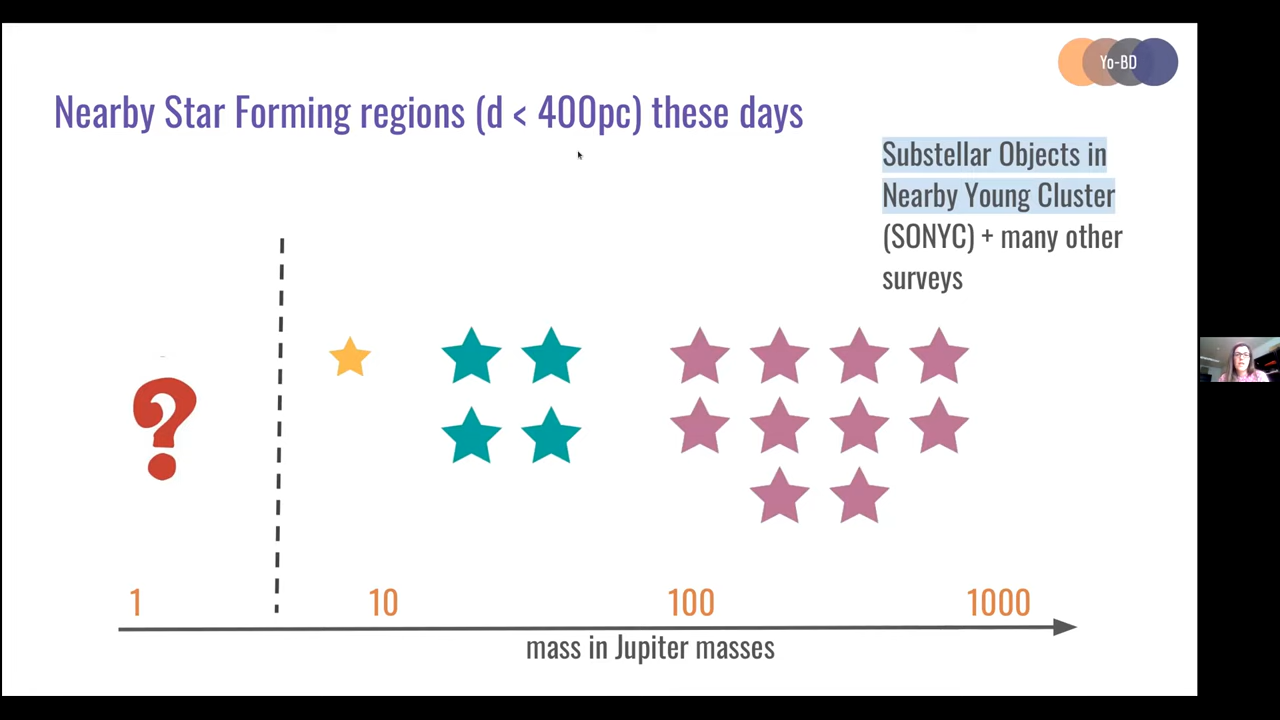 Yo-BD
Nearby Star Forming regions (d < 400pc) these days
Substellar Objects in
Nearby Young Cluster
(SONYC) + many other
surveys
?
1 10 100 1000
mass in Jupiter masses